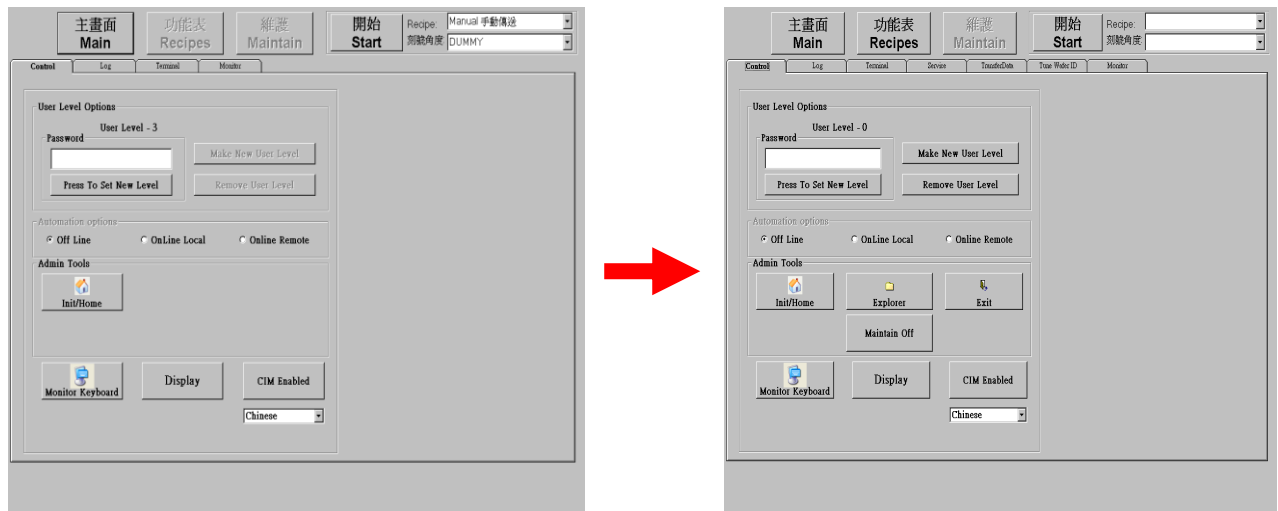 主畫面 功能表 維護 開始 Recipe: Manual 手動傳送
Main Recipes Maintain Start 刻號角度 DUMMY
Control Log Terminal Monitor
User Level Options
User Level - 3
Password
Make New User Level
Press To Set New Level Remove User Level
Automation options
Off Line OnLine Local Online Remote
Admin Tools
Init/Home
Monitor Keyboard Display CIM Enabled
Chinese
主畫面 功能表 維護 開始 Recipe:
Main Recipes Maintain Start 刻號角度
Control Log Terminal Service TransferData Tune Wafer ID Monitor
User Level Options
User Level - 0
Password
Make New User Level
Press To Set New Level Remove User Level
Automation options
Off Line OnLine Local Online Remote
Admin Tools
Init/Home Explorer Exit
Maintain Off
Monitor Keyboard Display CIM Enabled
Chinese